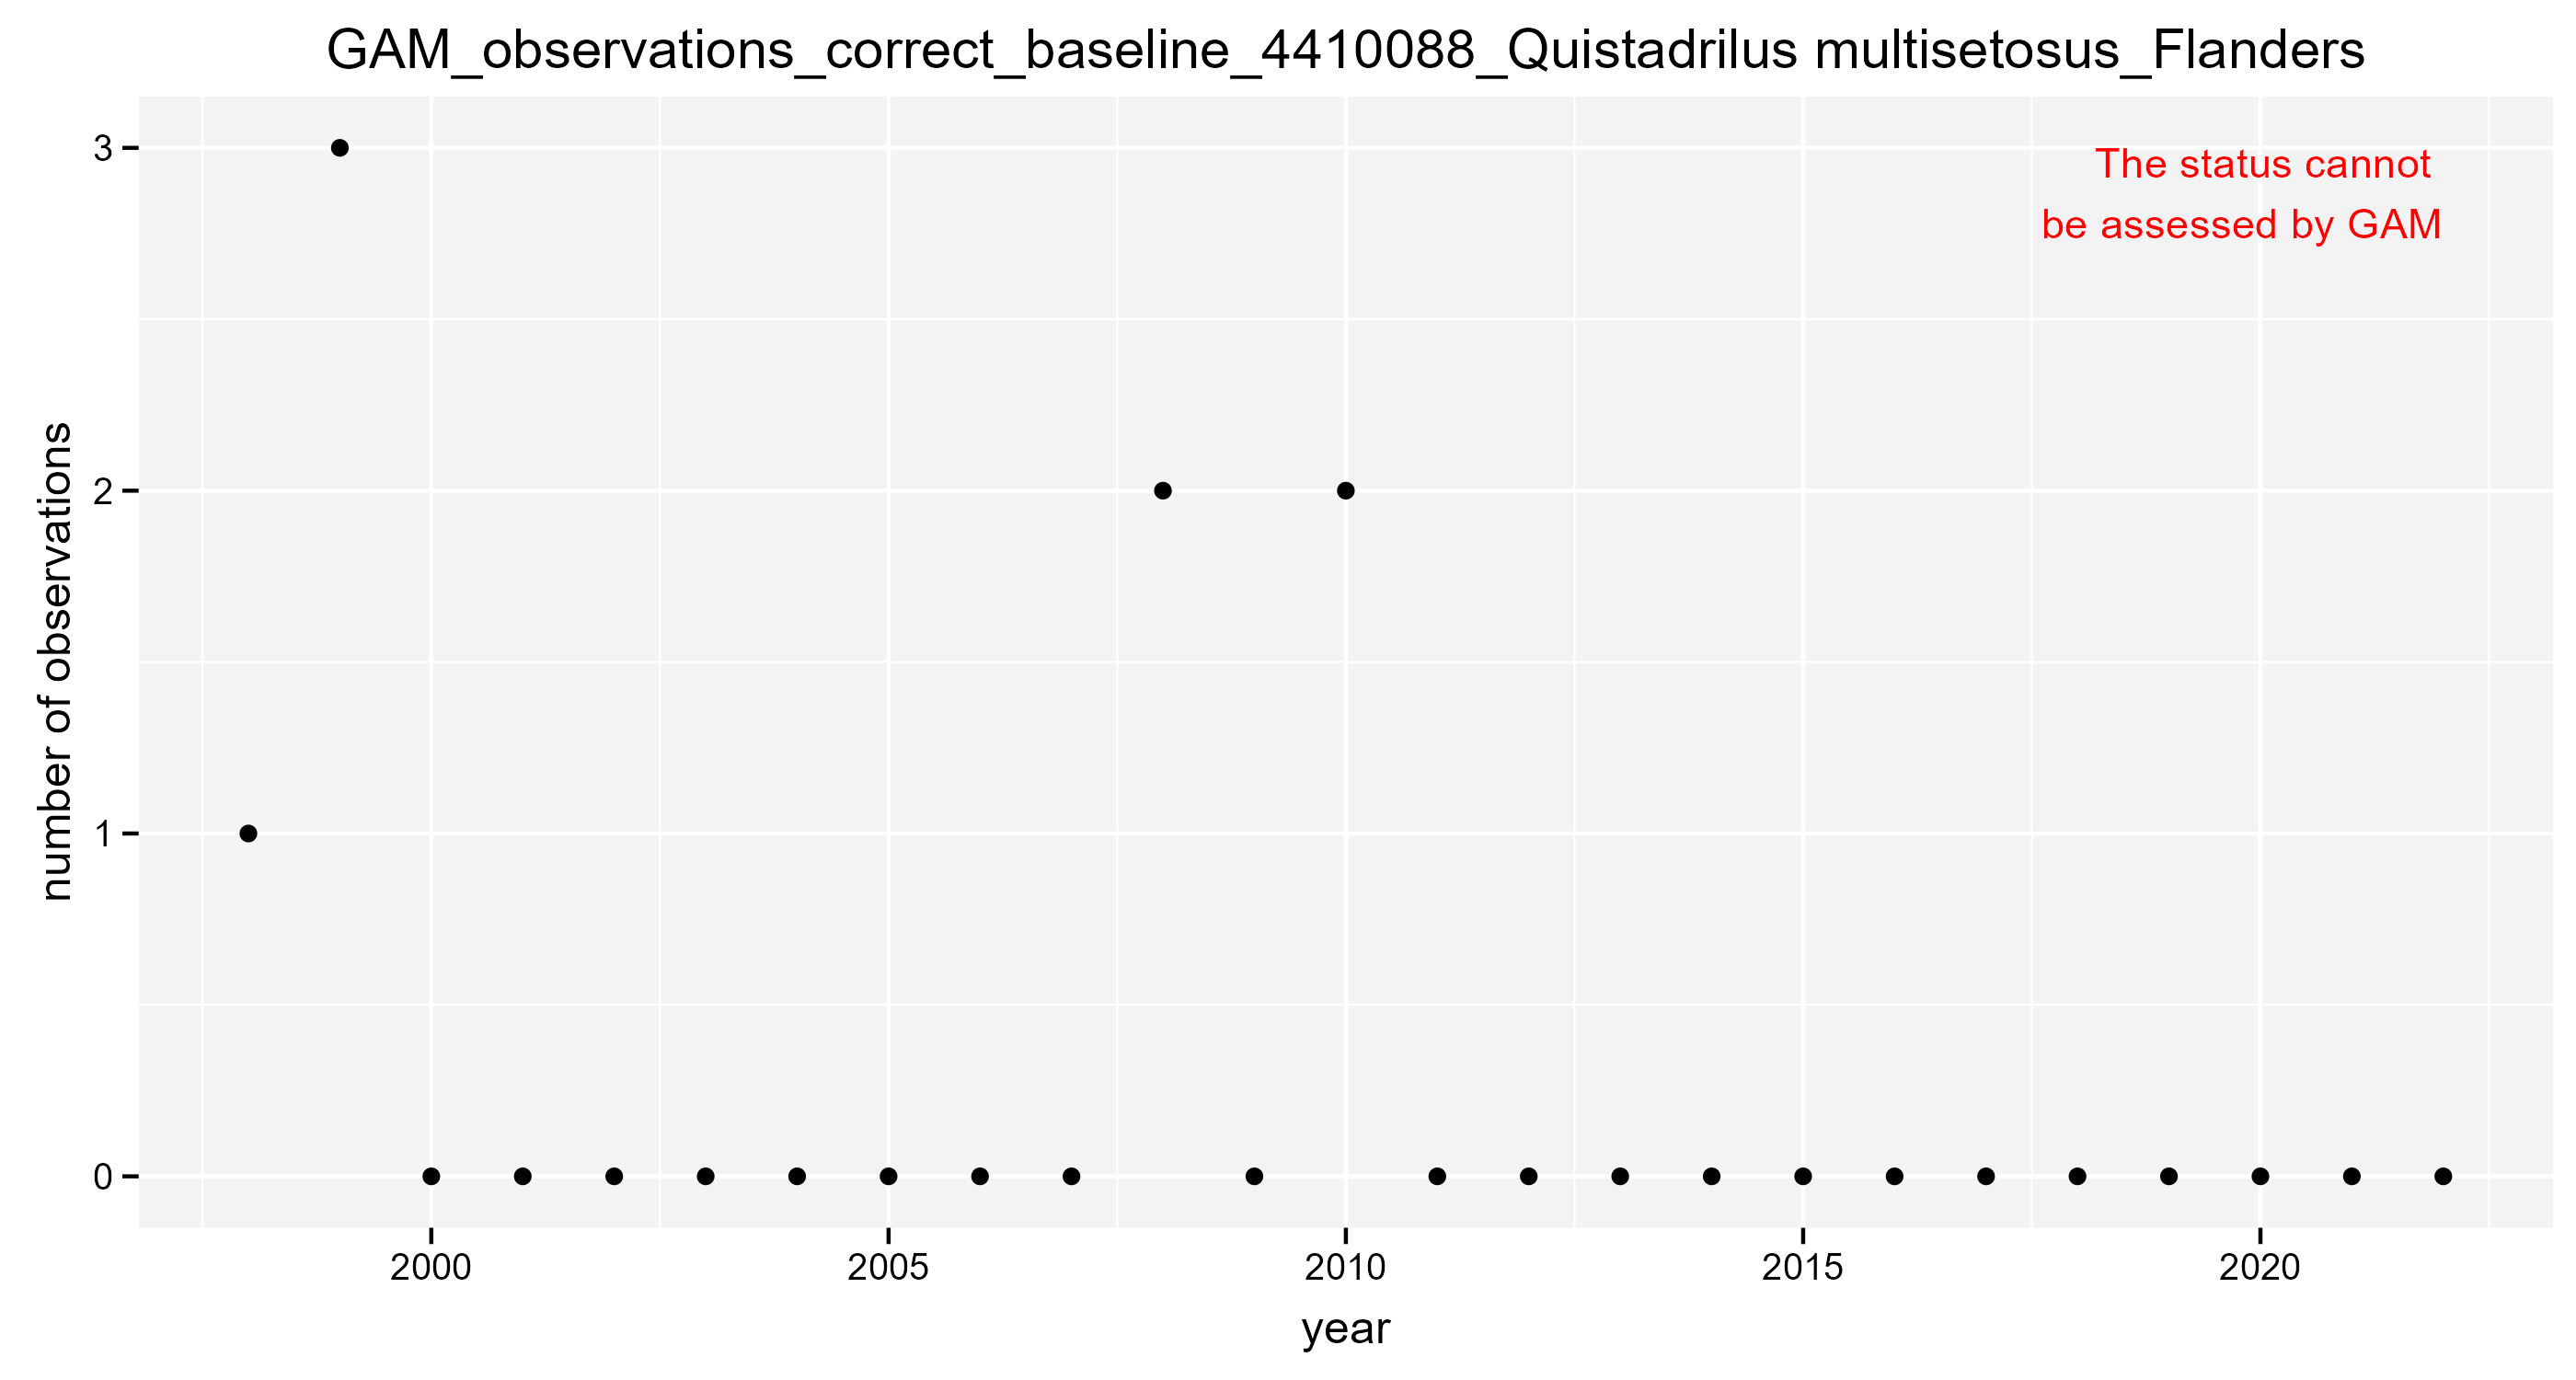 GAM_observations_correct_baseline_4410088_Quistadrilus multisetosus_Flanders
3
The status cannot
be assessed by GAM
2
number of observations
1
0
2000 2005 2010 2015 2020
year